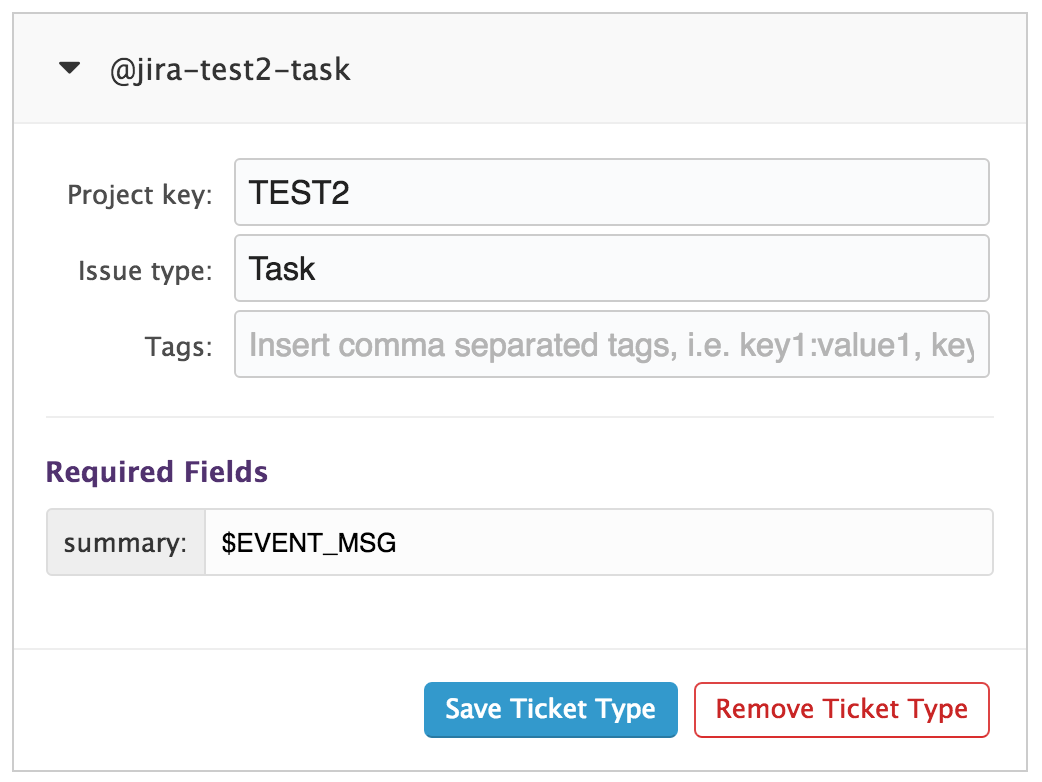 @jira-test2-task
Project key: TEST2
Issue type: Task
Tags: Insert comma separated tags, i.e. key1:value1, key
Required Fields
summary: $EVENT_MSG
Save Ticket Type Remove Ticket Type